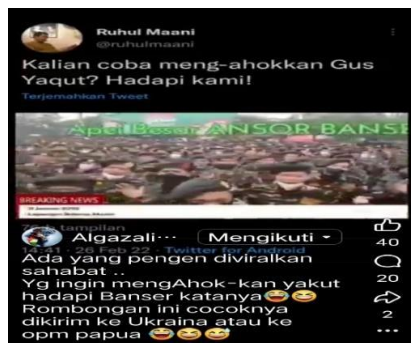 Ruhul Maani
@ruhulmaani
Kalian coba meng-ahokkan Gus
Yaqut? Hadapi kami!
Terjemahkan Tweet
Apel Besar ANSOR BANSE
BREAKING NEWS
tampilan
Algazali...
Mengikuti
14:41 · 26 Feb 22 · Twitter for Android
Ada yang pengen diviralkan
sahabat ..
Yg ingin mengAhok-kan yakut
hadapi Banser katanya😂😆
Rombongan ini cocoknya
dikirim ke Ukraina atau ke
opm papua 😂😆😆
40
20
2